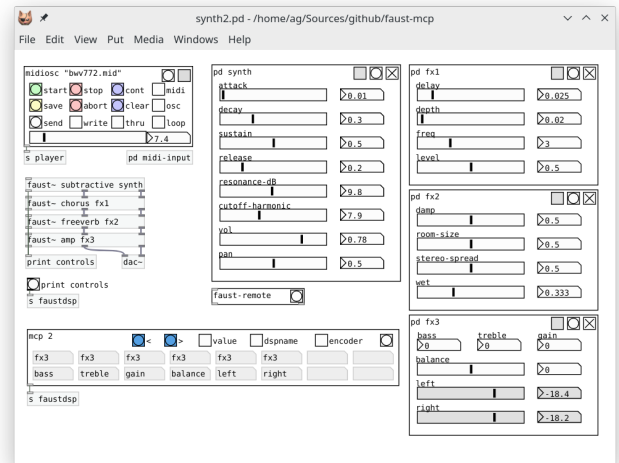 synth2.pd - /home/ag/Sources/github/faust-mcp
File Edit View Put Media Windows Help
midiosc "bwv772.mid"
start stop cont midi
save abort clear osc
send write thru loop
7.4
s player
pd midi-input
faust~ subtractive synth
faust~ chorus fx1
faust~ freeverb fx2
faust~ amp fx3
print controls
dac~
print controls
s faustdsp
pd synth
attack
0.01
decay
0.3
sustain
0.5
release
0.2
resonance-dB
9.8
cutoff-harmonic
7.9
vol
0.78
pan
0.5
faust-remote
pd fx1
delay
0.025
depth
0.02
freq
3
level
0.5
pd fx2
damp
0.5
room-size
0.5
stereo-spread
0.5
wet
0.333
pd fx3
bass treble gain
0 0 0
balance
0
left
-18.4
right
-18.2
mcp 2 < > value dspname encoder
fx3 fx3 fx3 fx3 fx3 fx3
bass treble gain balance left right
s faustdsp